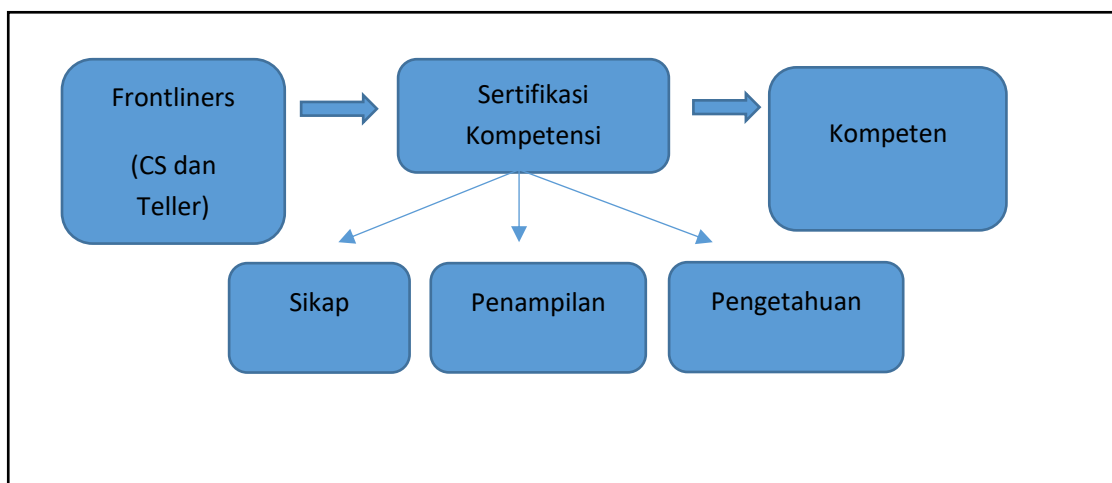 Frontliners
(CS dan
Teller)
Sertifikasi
Kompetensi
Kompeten
Sikap
Penampilan
Pengetahuan